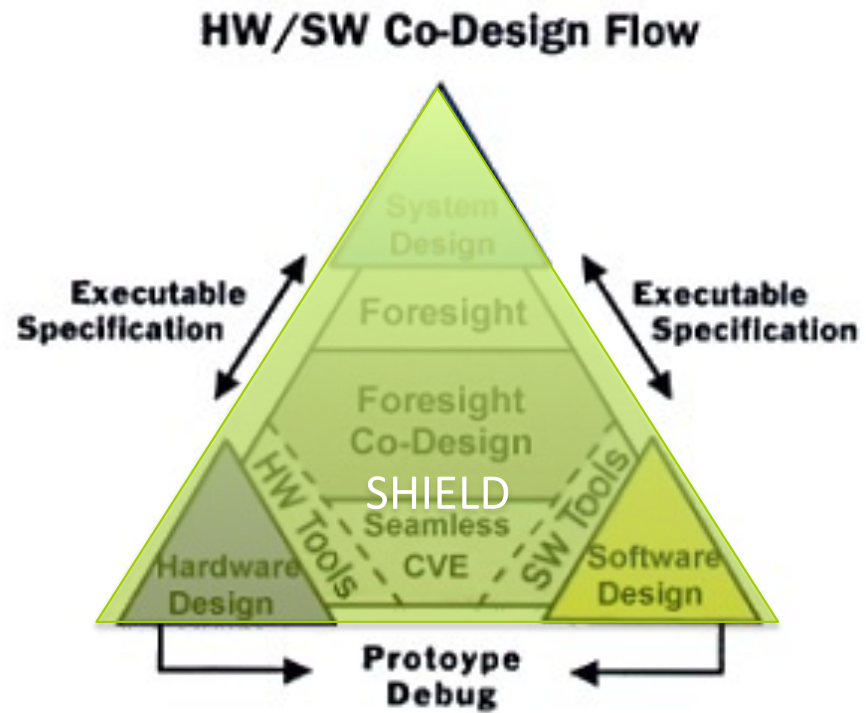 HW/SW Co-Design Flow
System
Design
Executable
Specification
Executable
Specification
Foresight
Foresight
Co-Design
SHIELD
HW Tools
Seamless
CVE
SW Tools
Hardware
Design
Software
Design
Protoype
Debug